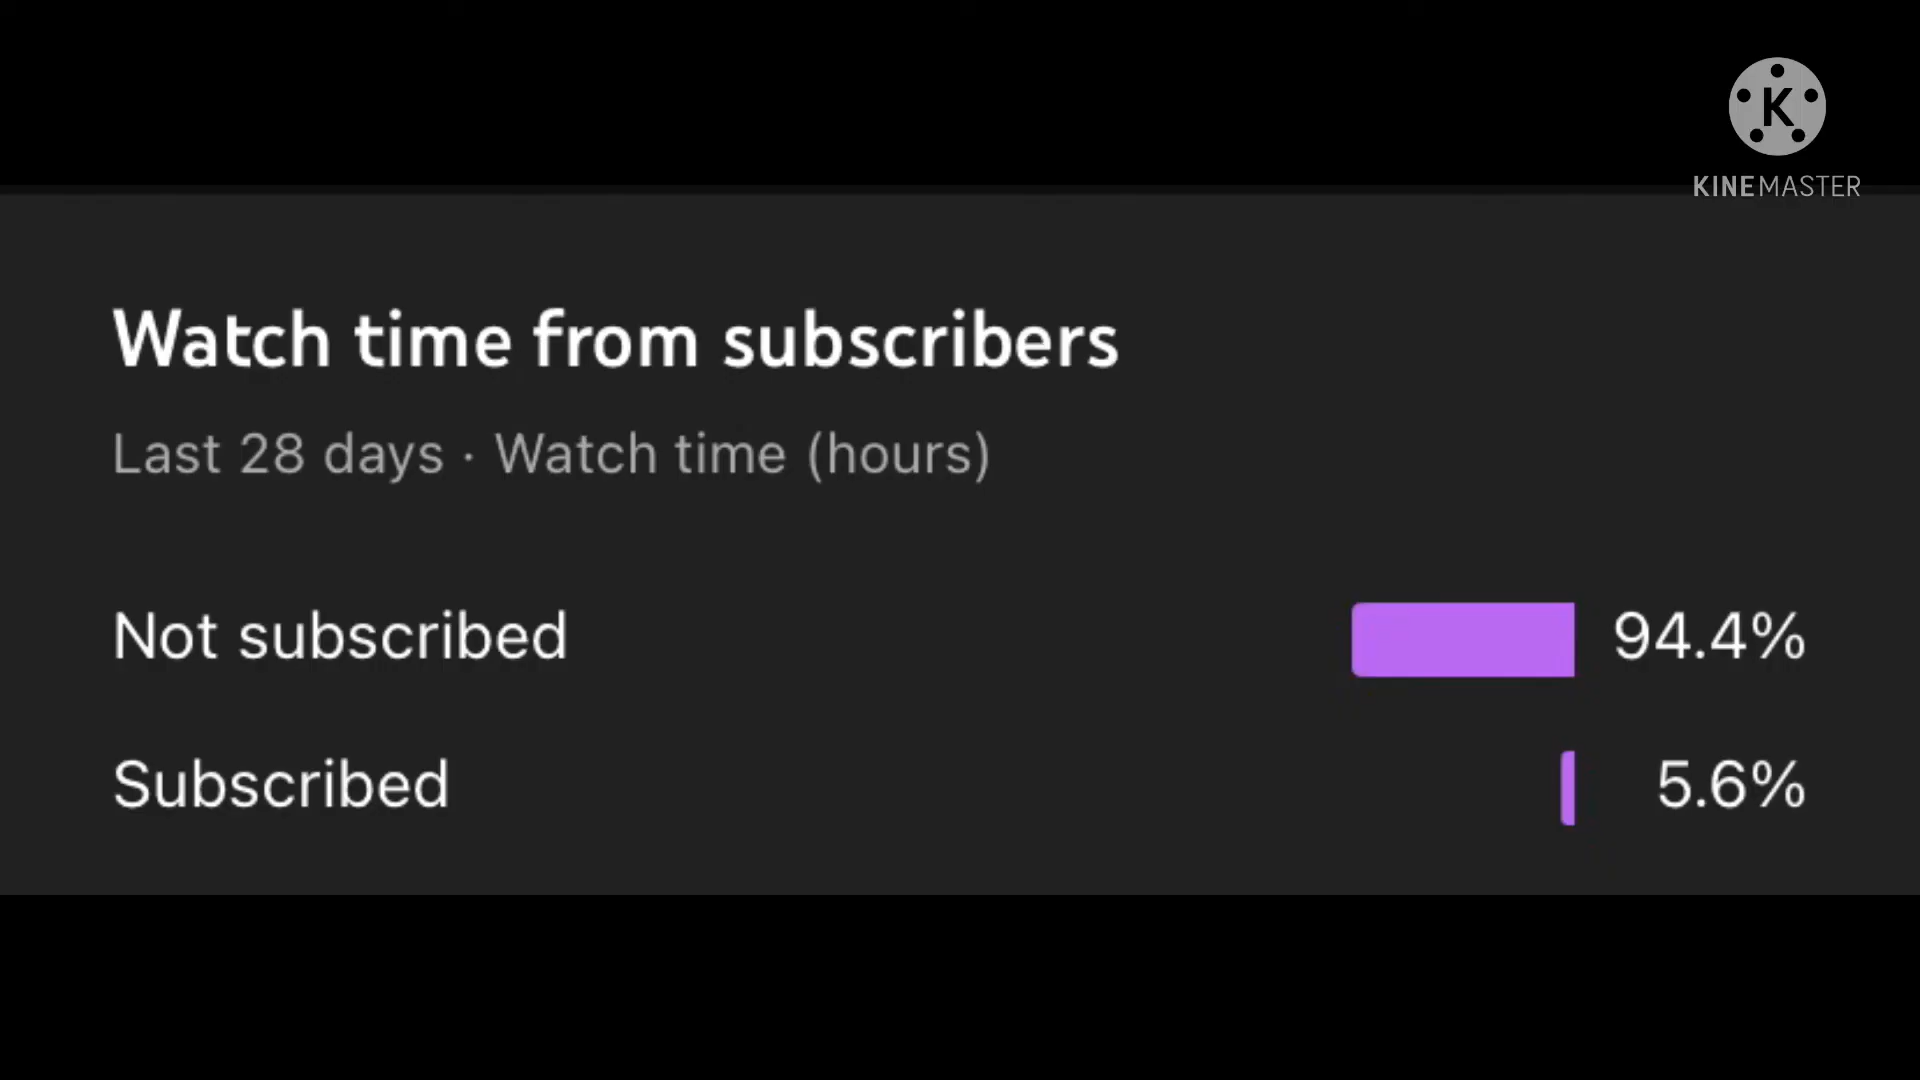 K
KINEMASTER
Watch time from subscribers
Last 28 days · Watch time (hours)
Not subscribed 94.4%
Subscribed 5.6%